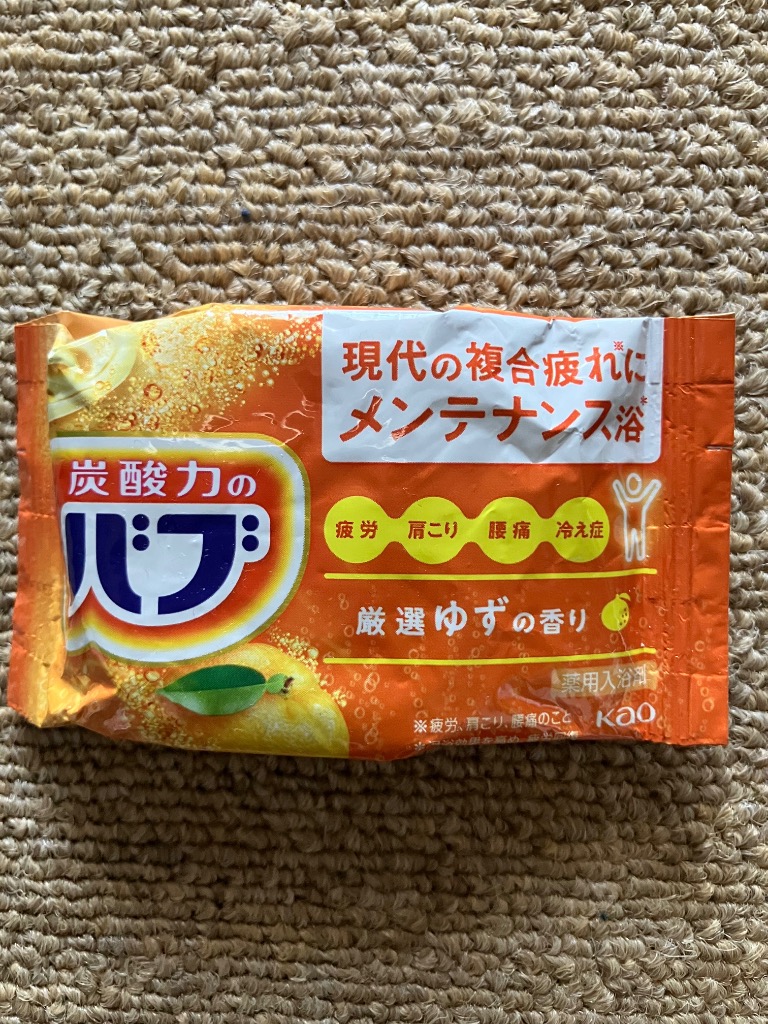 現代の複合疲れ※に
メンテナンス浴※
炭酸力の
バブ
疲労 肩こり 腰痛 冷え症
厳選ゆずの香り
薬用入浴剤
※疲労、肩こり、腰痛のこと
Kao